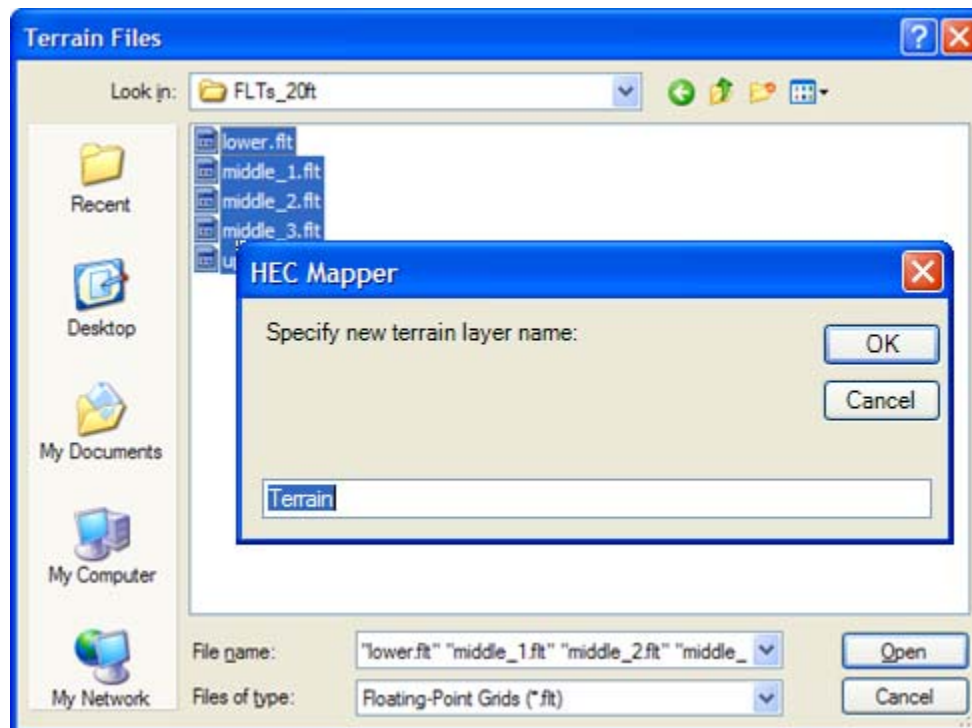 Terrain Files
Look in: FLTs_20ft
lower.flt
middle_1.flt
middle_2.flt
middle_3.flt
HEC Mapper
Specify new terrain layer name:
OK
Cancel
Terrain
Recent
Desktop
My Documents
My Computer
My Network
File name: "lower.flt" "middle_1.flt" "middle_2.flt" "middle_
Open
Files of type: Floating-Point Grids (*.flt)
Cancel